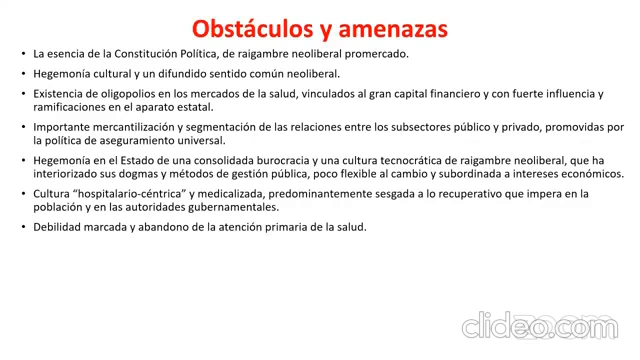 Obstáculos y amenazas
• La esencia de la Constitución Política, de raigambre neoliberal promercado.
• Hegemonía cultural y un difundido sentido común neoliberal.
• Existencia de oligopolios en los mercados de la salud, vinculados al gran capital financiero y con fuerte influencia y
ramificaciones en el aparato estatal.
• Importante mercantilización y segmentación de las relaciones entre los subsectores público y privado, promovidas por
la política de aseguramiento universal.
• Hegemonía en el Estado de una consolidada burocracia y una cultura tecnocrática de raigambre neoliberal, que ha
interiorizado sus dogmas y métodos de gestión pública, poco flexible al cambio y subordinada a intereses económicos.
• Cultura “hospitalario-céntrica” y medicalizada, predominantemente sesgada a lo recuperativo que impera en la
población y en las autoridades gubernamentales.
• Debilidad marcada y abandono de la atención primaria de la salud.
zoom
clideo.com